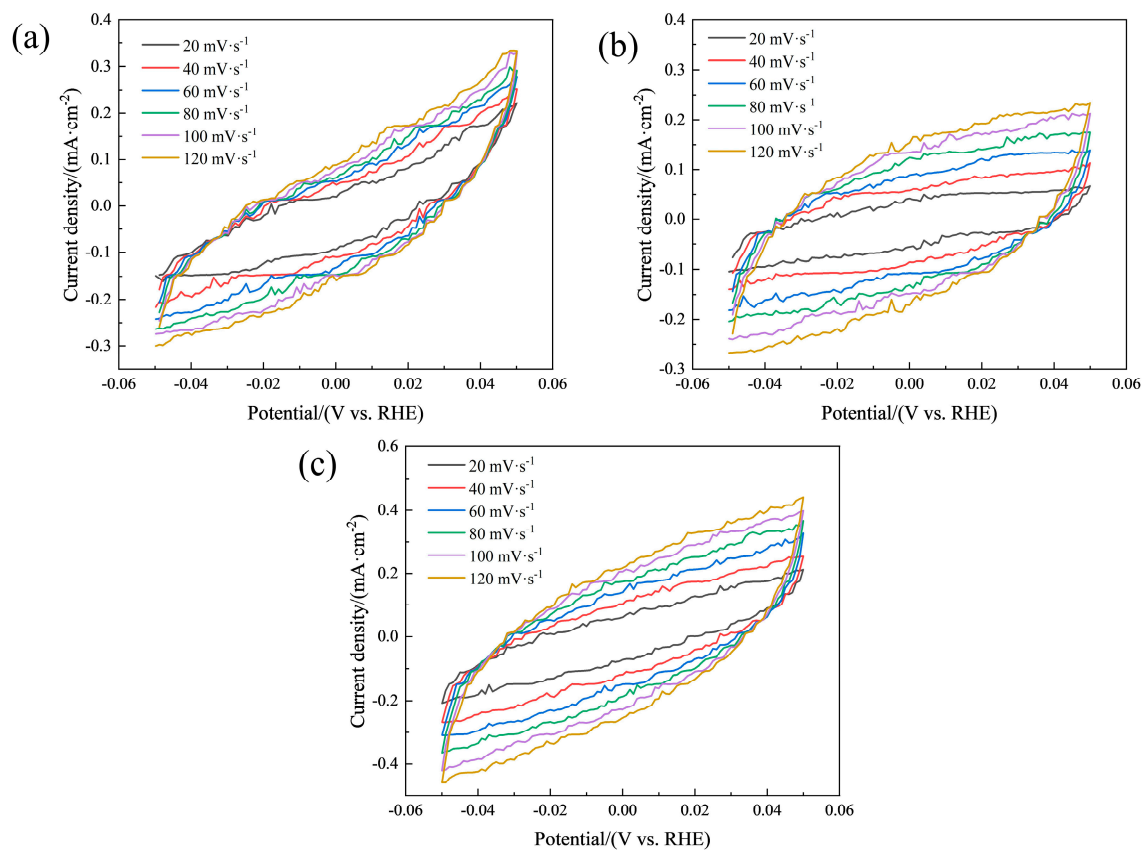 (a)
0.4
0.3
0.2
0.1
0.0
-0.1
-0.2
-0.3
20 mV·s⁻¹
40 mV·s⁻¹
60 mV·s⁻¹
80 mV·s⁻¹
100 mV·s⁻¹
120 mV·s⁻¹
Current density/(mA·cm⁻²)
-0.06
-0.04
-0.02
0.00
0.02
0.04
0.06
Potential/(V vs. RHE)
(b)
0.4
0.3
0.2
0.1
0.0
-0.1
-0.2
-0.3
20 mV·s⁻¹
40 mV·s⁻¹
60 mV·s⁻¹
80 mV·s⁻¹
100 mV·s⁻¹
120 mV·s⁻¹
Current density/(mA·cm⁻²)
-0.06
-0.04
-0.02
0.00
0.02
0.04
0.06
Potential/(V vs. RHE)
(c)
0.6
0.4
0.2
0.0
-0.2
-0.4
20 mV·s⁻¹
40 mV·s⁻¹
60 mV·s⁻¹
80 mV·s⁻¹
100 mV·s⁻¹
120 mV·s⁻¹
Current density/(mA·cm⁻²)
-0.06
-0.04
-0.02
0.00
0.02
0.04
0.06
Potential/(V vs. RHE)